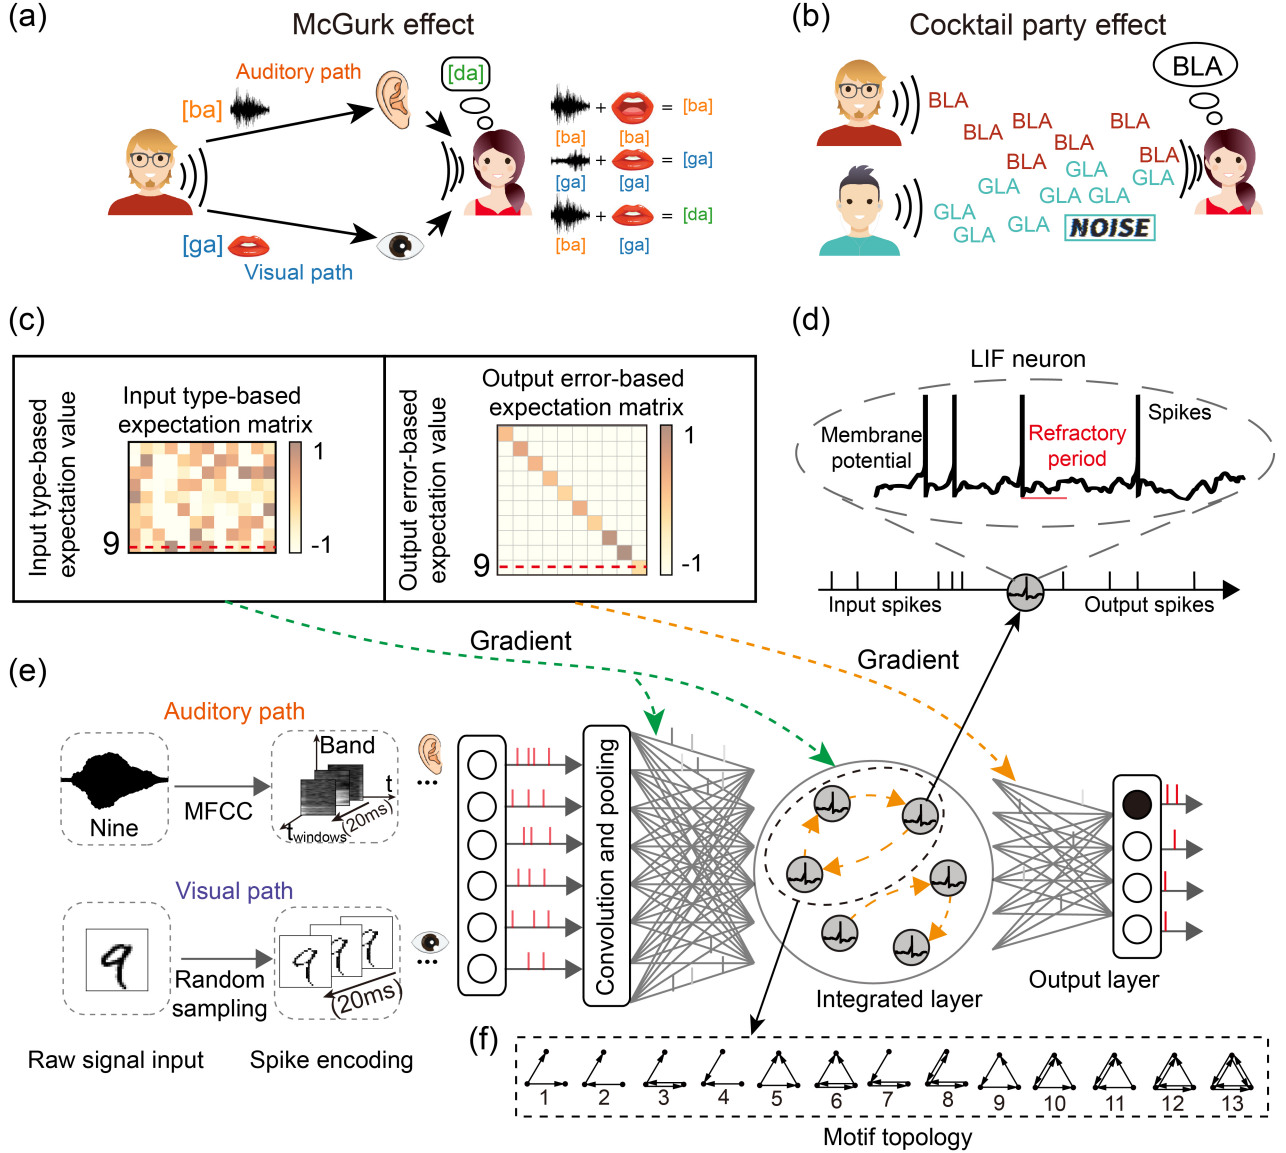 (a)
McGurk effect
Auditory path
[da]
[ba]
[ga]
Visual path
+ = [ba]
[ba] [ba]
+ = [ga]
[ga] [ga]
+ = [da]
[ba] [ga]
(b)
Cocktail party effect
BLA
BLA
BLA
BLA
BLA
BLA
BLA
BLA
GLA
GLA
GLA
GLA GLA
GLA
GLA
GLA
NOISE
(c)
Input type-based
expectation value
Input type-based
expectation matrix
1
-1
9
Output error-based
expectation value
Output error-based
expectation matrix
1
-1
9
Gradient
Gradient
(d)
LIF neuron
Membrane
potential
Refractory
period
Spikes
Input spikes
Output spikes
(e)
Auditory path
Nine
MFCC
Band
t
twindows
(20ms)
...
Visual path
Random
sampling
(20ms)
...
Raw signal input
Spike encoding
Convolution and pooling
Integrated layer
Output layer
(f)
1 2 3 4 5 6 7 8 9 10 11 12 13
Motif topology